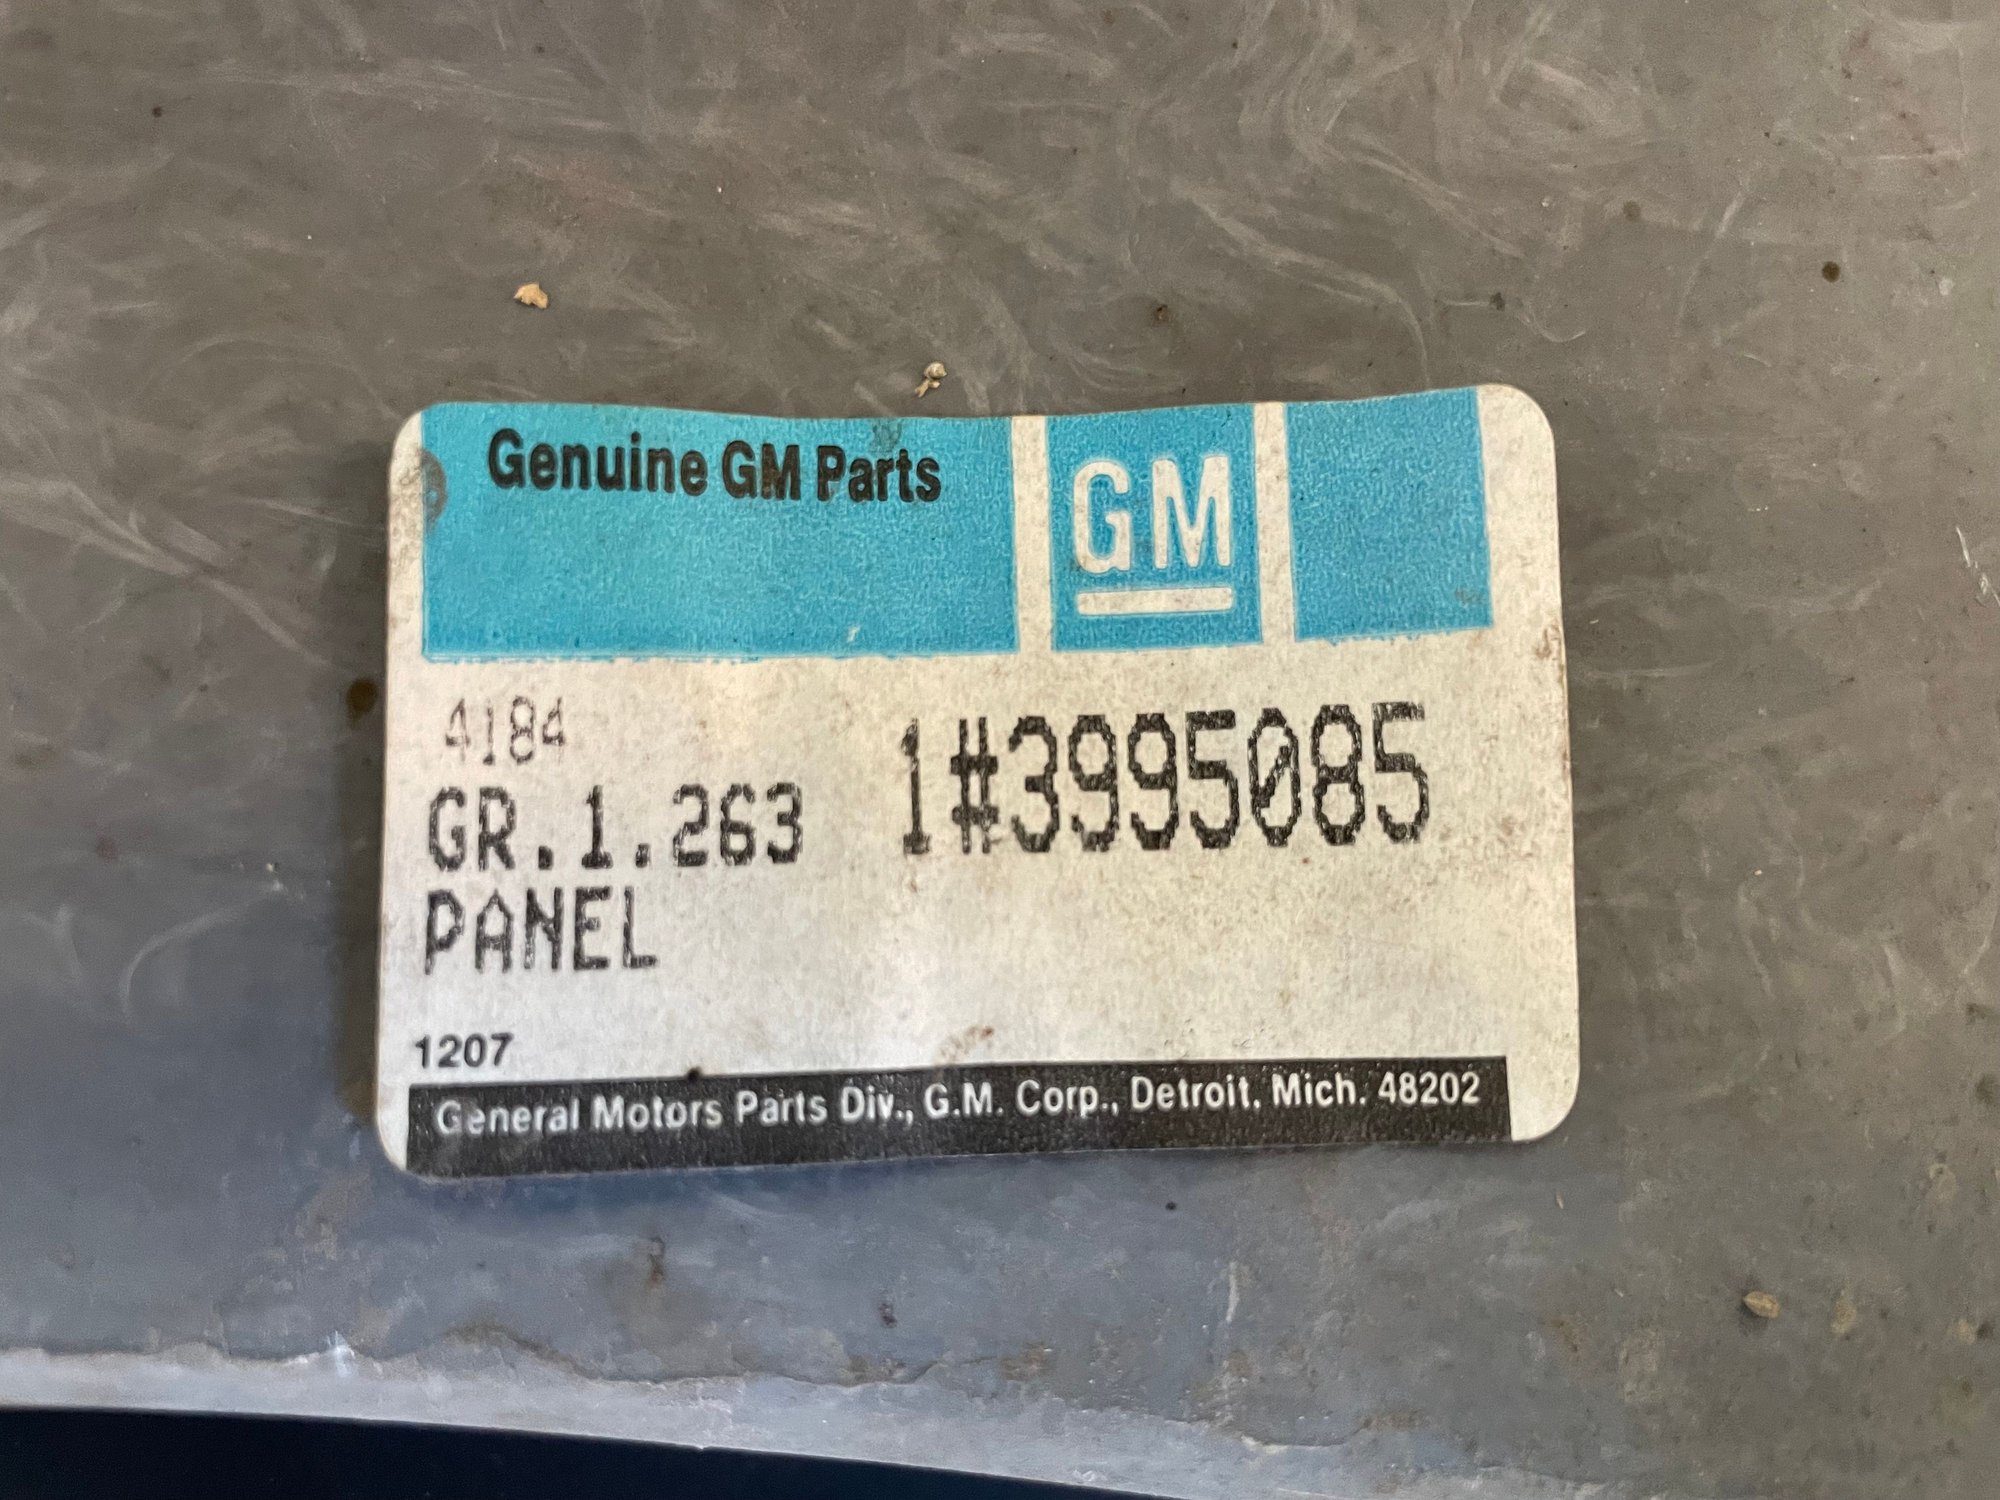 Genuine GM Parts
GM
4184
GR.1.263
1#3995085
PANEL
1207
General Motors Parts Div., G.M. Corp., Detroit, Mich. 48202